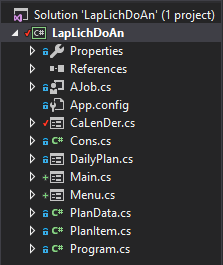 Solution 'LapLichDoAn' (1 project)
C# LapLichDoAn
Properties
References
AJob.cs
App.config
CaLenDer.cs
C# Cons.cs
DailyPlan.cs
Main.cs
Menu.cs
C# PlanData.cs
C# PlanItem.cs
C# Program.cs